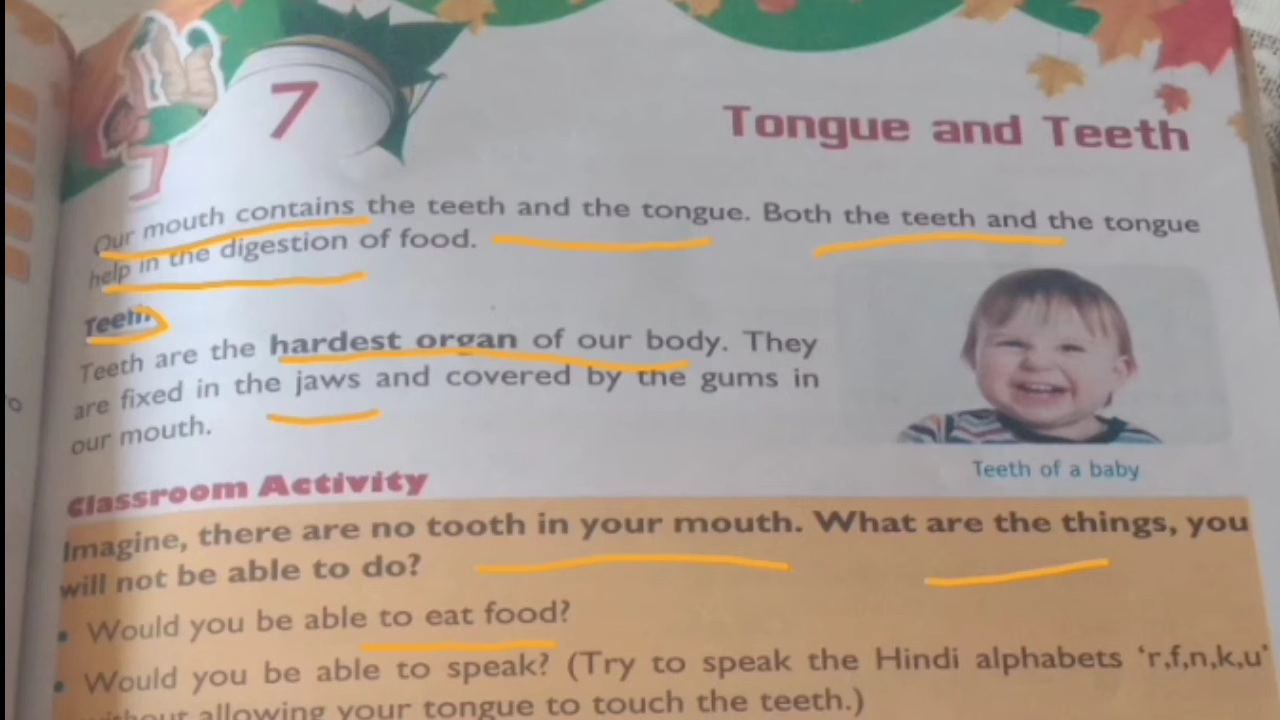 7
Tongue and Teeth
Our mouth contains the teeth and the tongue. Both the teeth and the tongue
help in the digestion of food.
Teeth
Teeth are the hardest organ of our body. They
are fixed in the jaws and covered by the gums in
our mouth.
Teeth of a baby
Classroom Activity
Imagine, there are no tooth in your mouth. What are the things, you
will not be able to do?
• Would you be able to eat food?
• Would you be able to speak? (Try to speak the Hindi alphabets ‘r,f,n,k,u’
without allowing your tongue to touch the teeth.)